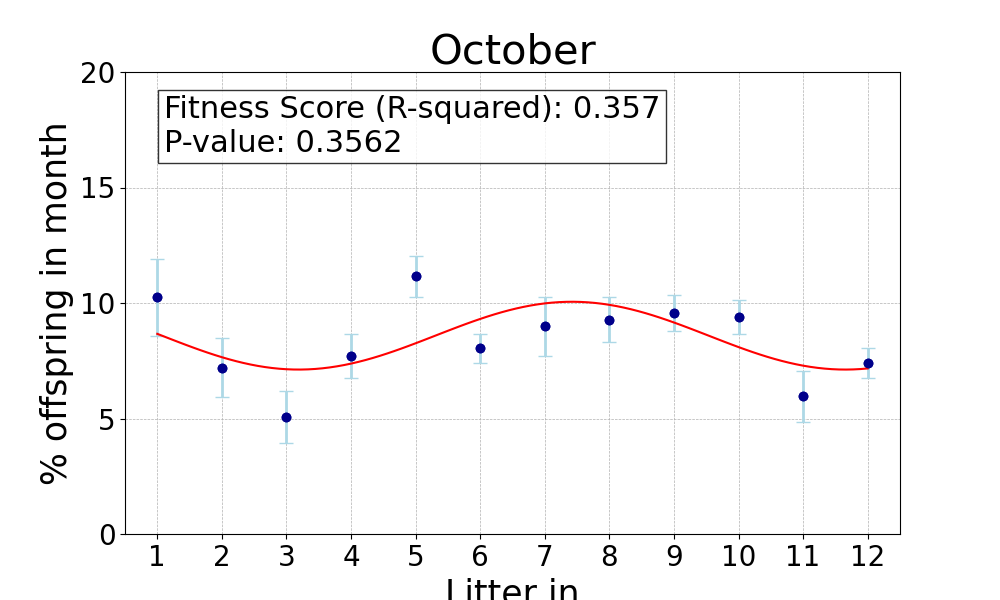 October
Fitness Score (R-squared): 0.357
P-value: 0.3562
% offspring in month
20
15
10
5
0
1 2 3 4 5 6 7 8 9 10 11 12
Litter in